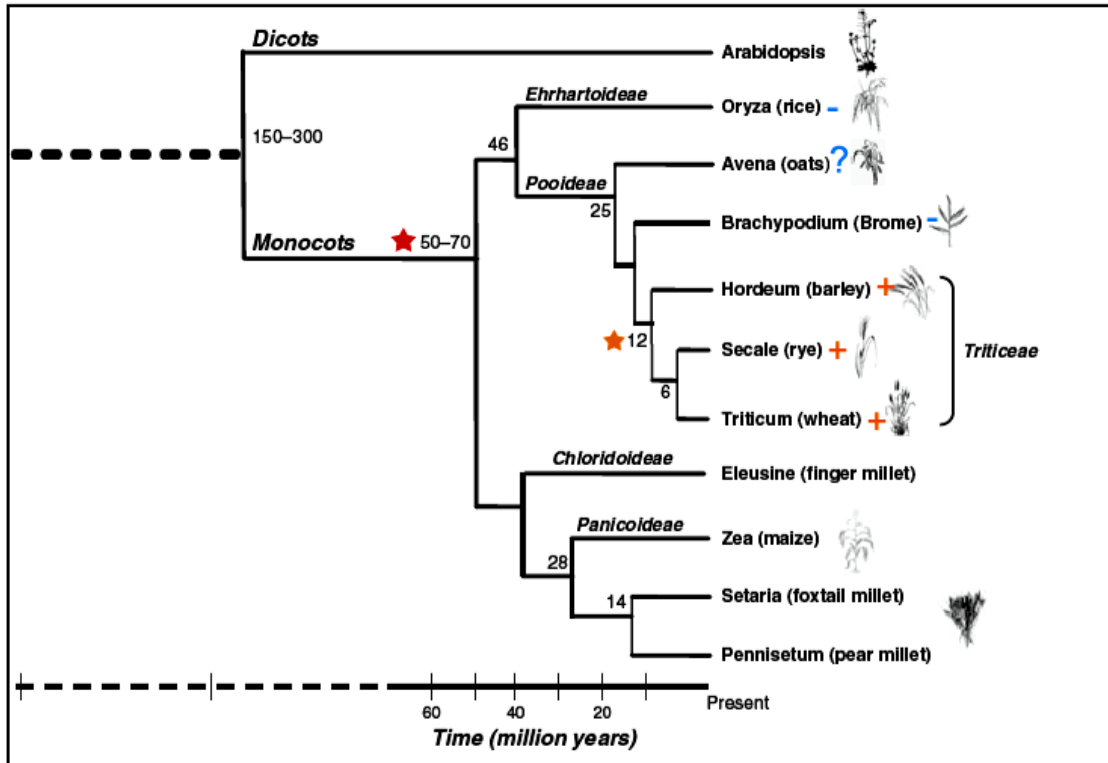 Dicots
Arabidopsis
Ehrhartoideae
Oryza (rice) -
150–300
46
Avena (oats) ?
Pooideae
25
Brachypodium (Brome) -
Monocots
50–70
Hordeum (barley) +
12
Secale (rye) +
Triticeae
6
Triticum (wheat) +
Chloridoideae
Eleusine (finger millet)
Panicoideae
Zea (maize)
28
14
Setaria (foxtail millet)
Pennisetum (pear millet)
Present
60 40 20
Time (million years)